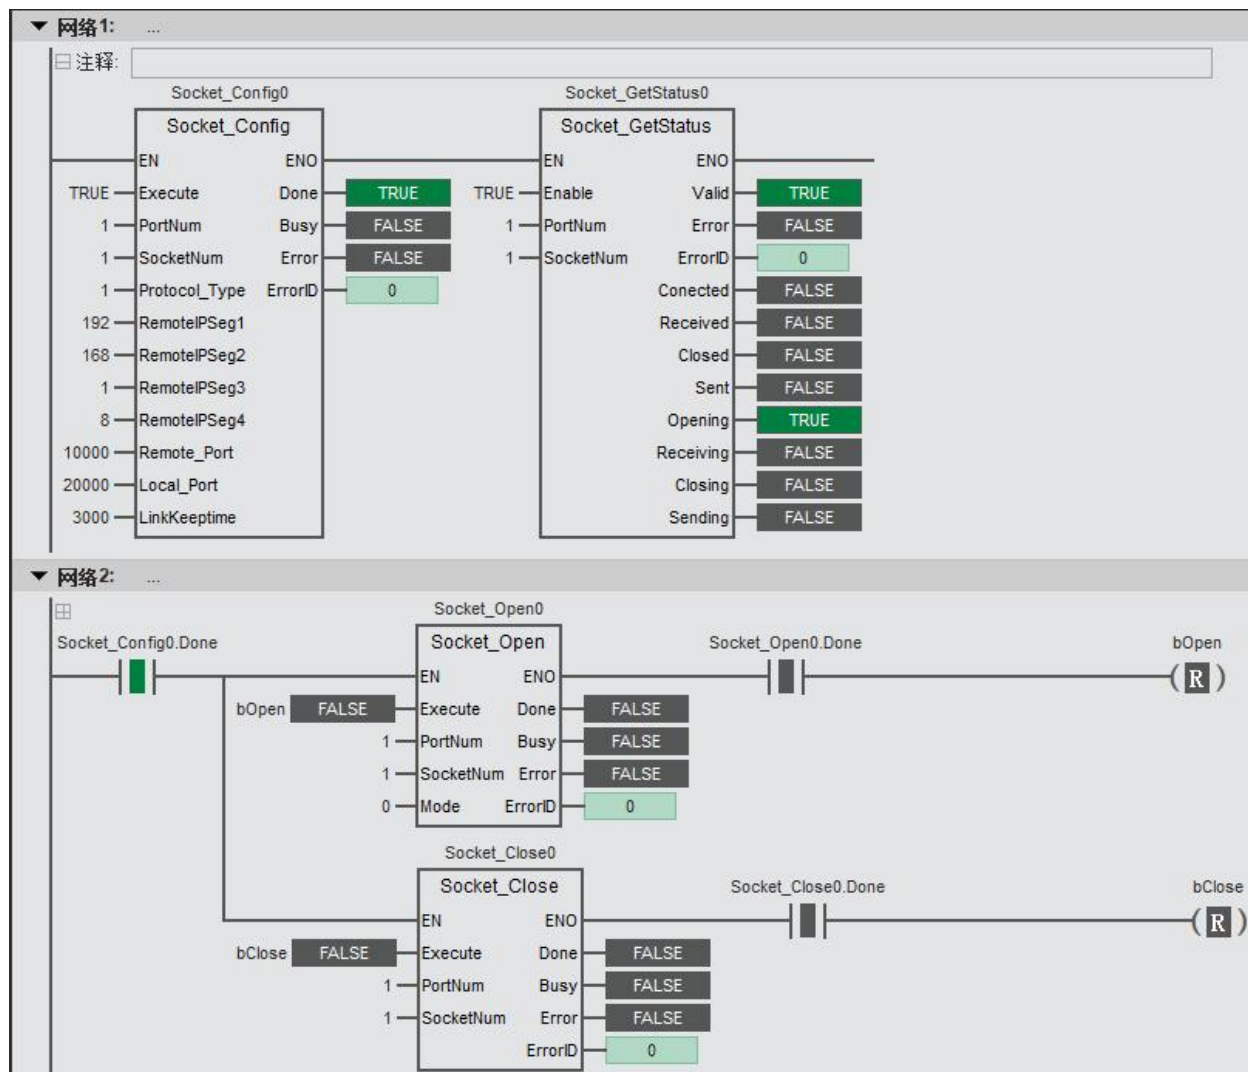 网络1: ...
注释:
Socket_Config0 Socket_GetStatus0
Socket_Config Socket_GetStatus
EN ENO EN ENO
TRUE Execute Done TRUE TRUE Enable Valid TRUE
1 PortNum Busy FALSE 1 PortNum Error FALSE
1 SocketNum Error FALSE 1 SocketNum ErrorID 0
1 Protocol_Type ErrorID 0 Conected FALSE
192 RemoteIPSeg1 Received FALSE
168 RemoteIPSeg2 Closed FALSE
1 RemoteIPSeg3 Sent FALSE
8 RemoteIPSeg4 Opening TRUE
10000 Remote_Port Receiving FALSE
20000 Local_Port Closing FALSE
3000 LinkKeeptime Sending FALSE
网络2: ...
Socket_Open0
Socket_Config0.Done Socket_Open Socket_Open0.Done bOpen
EN ENO R
bOpen FALSE Execute Done FALSE
1 PortNum Busy FALSE
1 SocketNum Error FALSE
0 Mode ErrorID 0
Socket_Close0
Socket_Close Socket_Close0.Done bClose
EN ENO R
bClose FALSE Execute Done FALSE
1 PortNum Busy FALSE
1 SocketNum Error FALSE
ErrorID 0